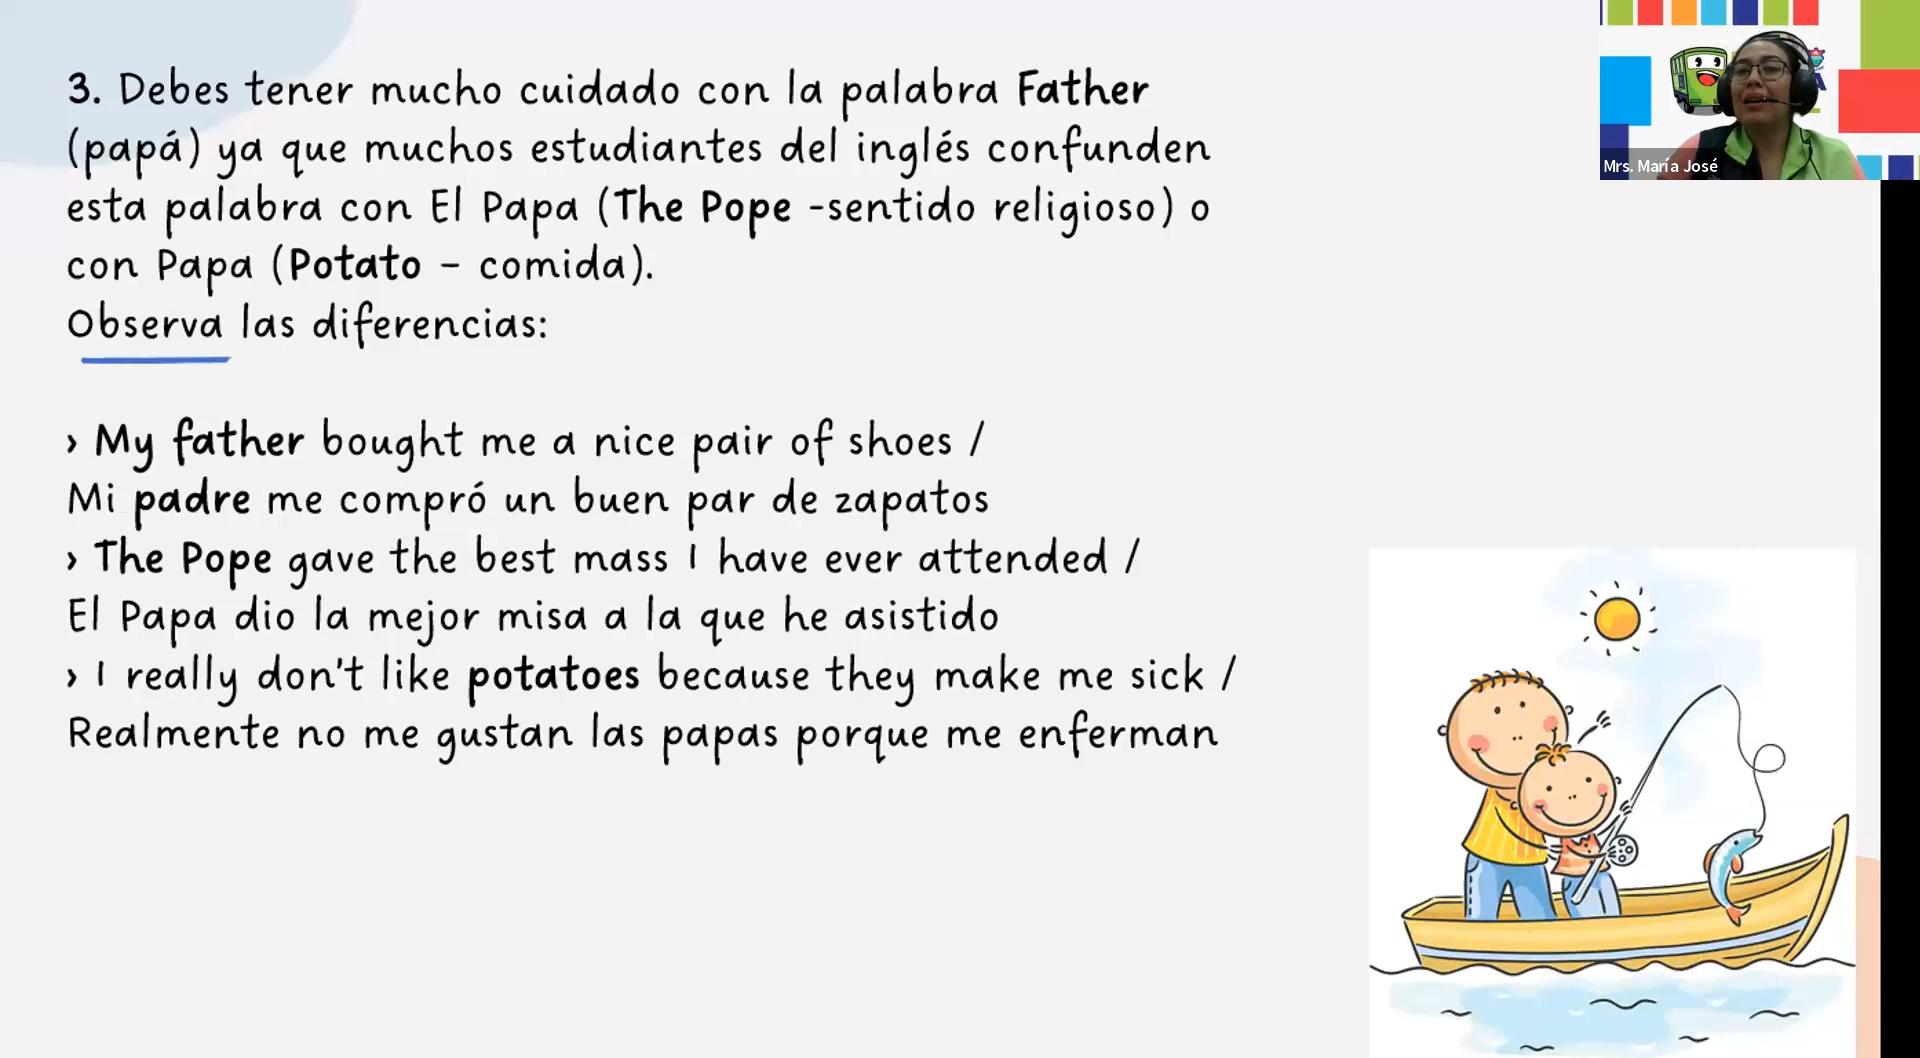 3. Debes tener mucho cuidado con la palabra Father
(papá) ya que muchos estudiantes del inglés confunden
esta palabra con El Papa (The Pope -sentido religioso) o
con Papa (Potato - comida).
Observa las diferencias:
› My father bought me a nice pair of shoes /
Mi padre me compró un buen par de zapatos
› The Pope gave the best mass I have ever attended /
El Papa dio la mejor misa a la que he asistido
› I really don't like potatoes because they make me sick /
Realmente no me gustan las papas porque me enferman
Mrs. María José